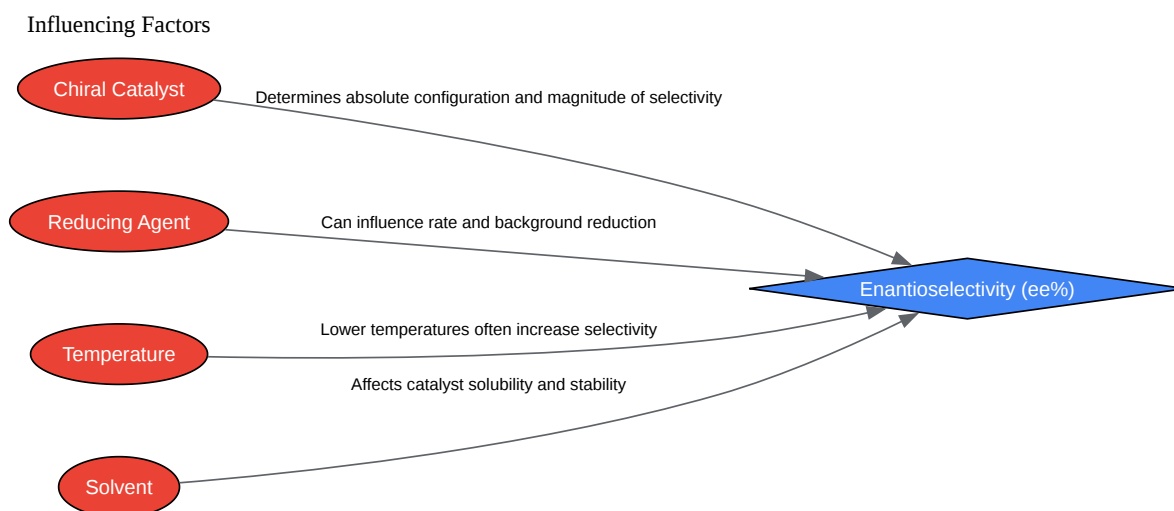 Influencing Factors
Chiral Catalyst
Determines absolute configuration and magnitude of selectivity
Reducing Agent
Can influence rate and background reduction
Enantioselectivity (ee%)
Lower temperatures often increase selectivity
Temperature
Affects catalyst solubility and stability
Solvent